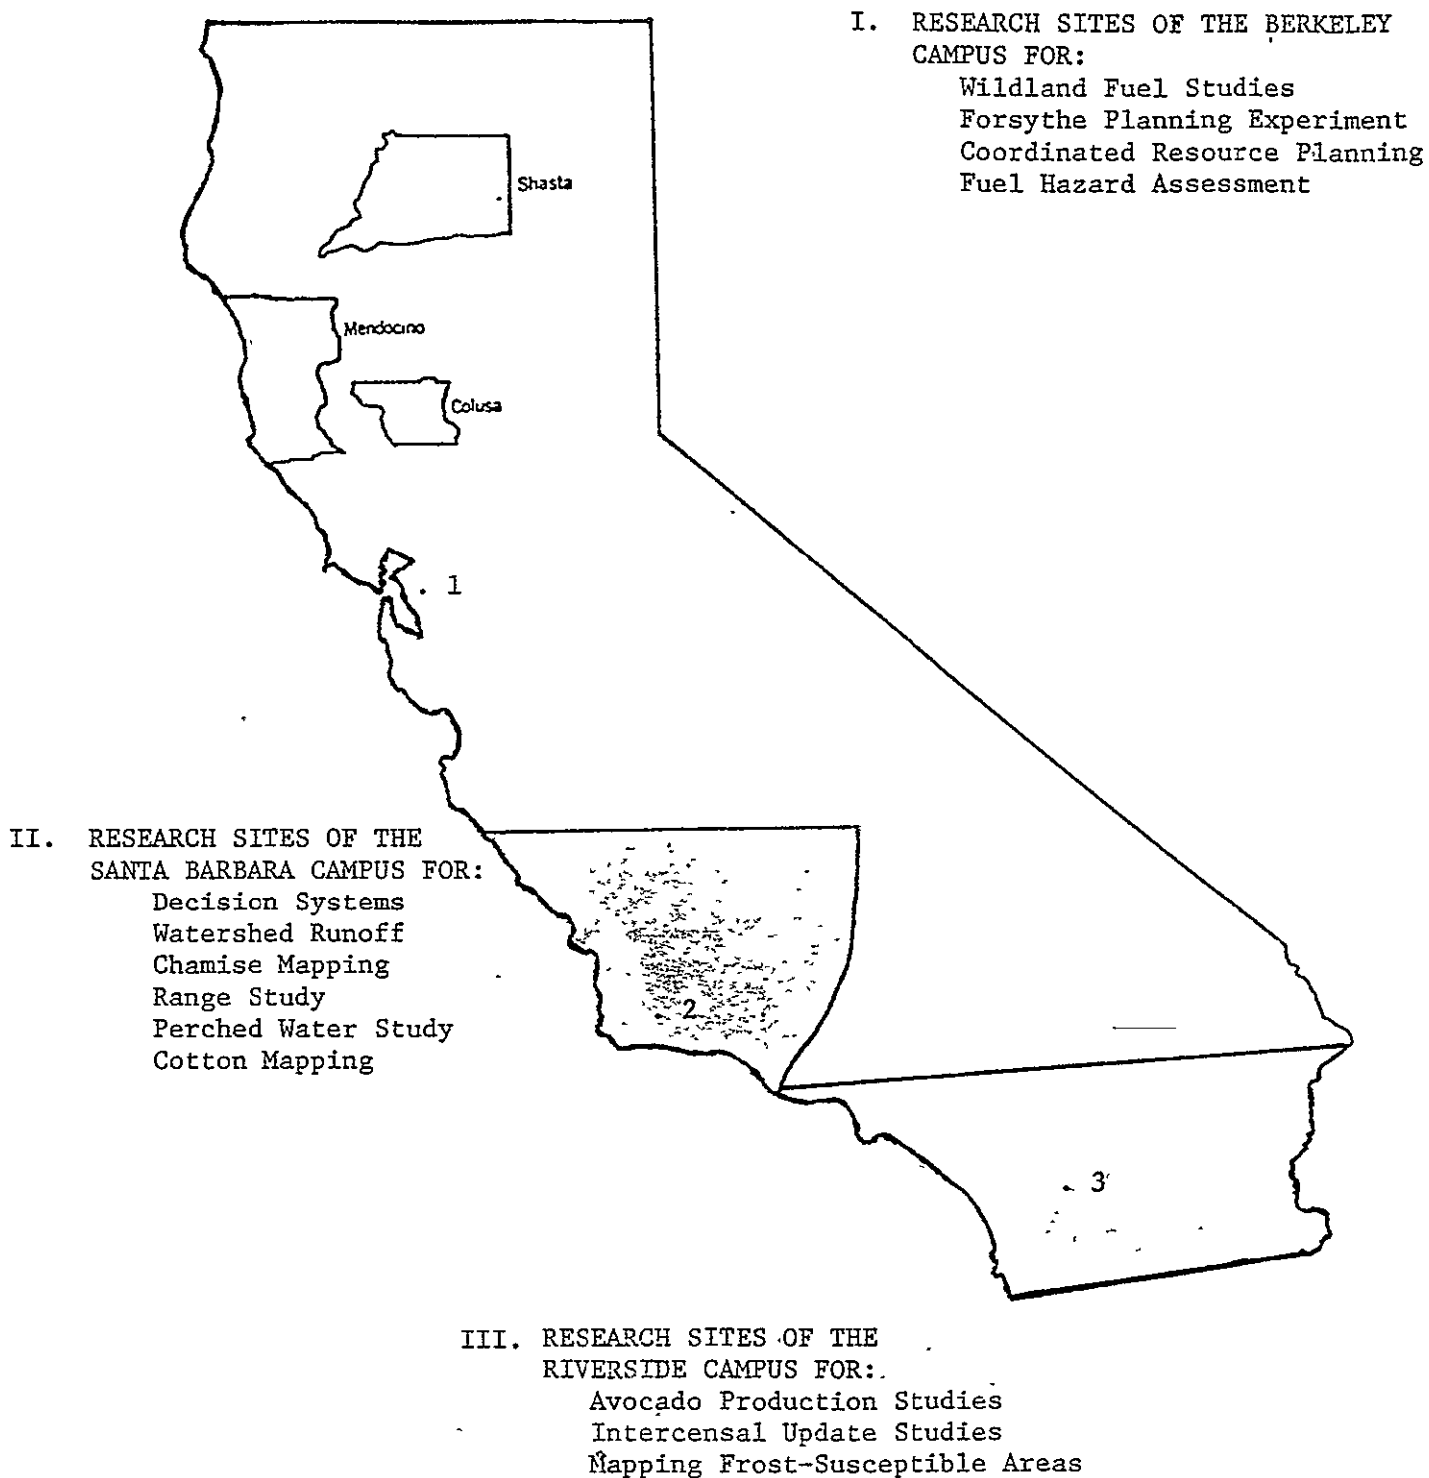 I. RESEARCH SITES OF THE BERKELEY
CAMPUS FOR:
Wildland Fuel Studies
Forsythe Planning Experiment
Coordinated Resource Planning
Fuel Hazard Assessment
Shasta
Mendocino
Colusa
1
II. RESEARCH SITES OF THE
SANTA BARBARA CAMPUS FOR:
Decision Systems
Watershed Runoff
Chamise Mapping
Range Study
Perched Water Study
Cotton Mapping
2
3
III. RESEARCH SITES OF THE
RIVERSIDE CAMPUS FOR:
Avocado Production Studies
Intercensal Update Studies
Mapping Frost-Susceptible Areas